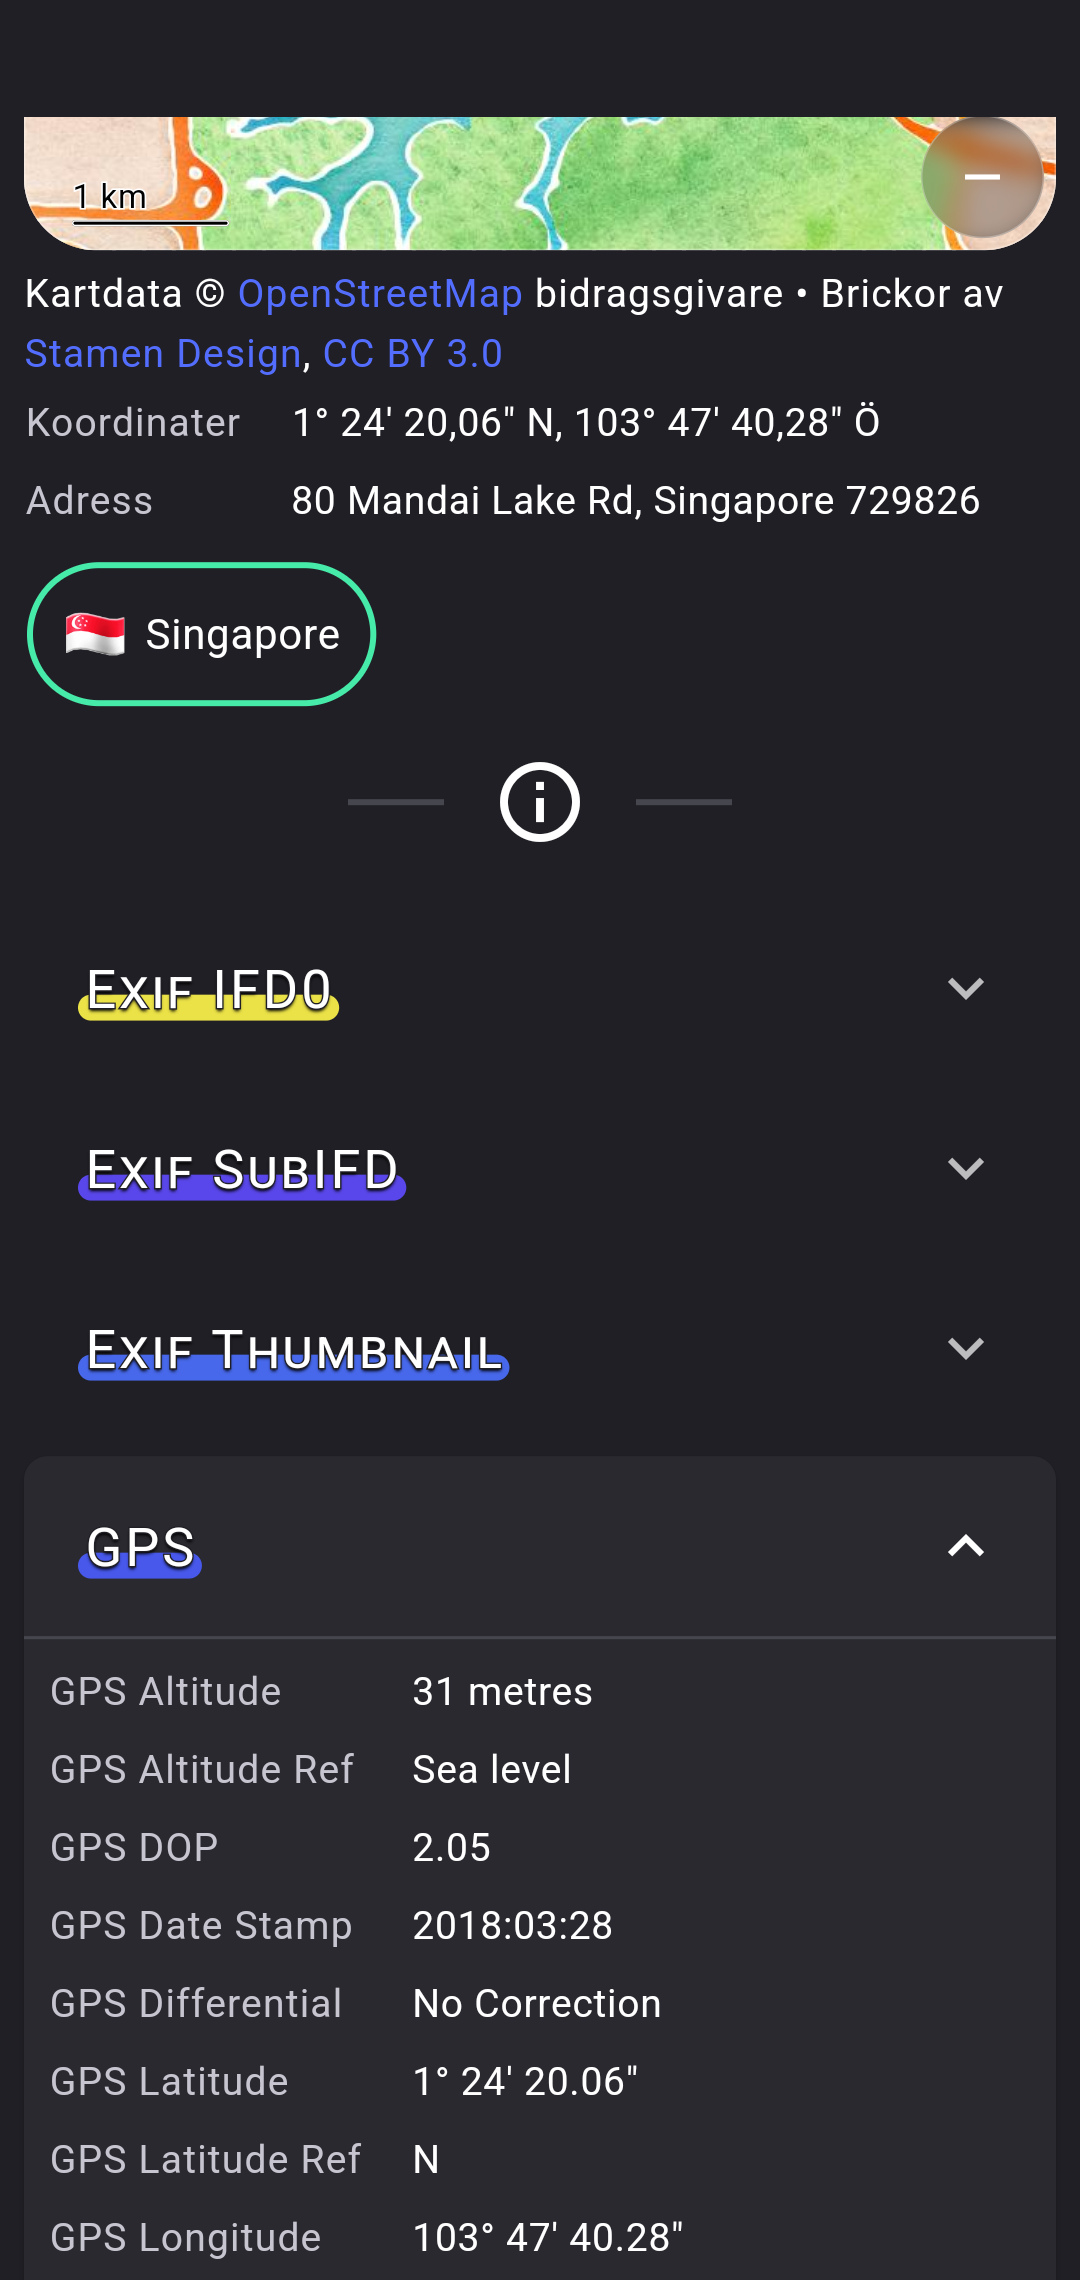 1 km
Kartdata © OpenStreetMap bidragsgivare • Brickor av
Stamen Design, CC BY 3.0
Koordinater 1° 24' 20,06" N, 103° 47' 40,28" Ö
Adress 80 Mandai Lake Rd, Singapore 729826
Singapore
Exif IFD0
Exif SubIFD
Exif Thumbnail
GPS
GPS Altitude 31 metres
GPS Altitude Ref Sea level
GPS DOP 2.05
GPS Date Stamp 2018:03:28
GPS Differential No Correction
GPS Latitude 1° 24' 20.06"
GPS Latitude Ref N
GPS Longitude 103° 47' 40.28"